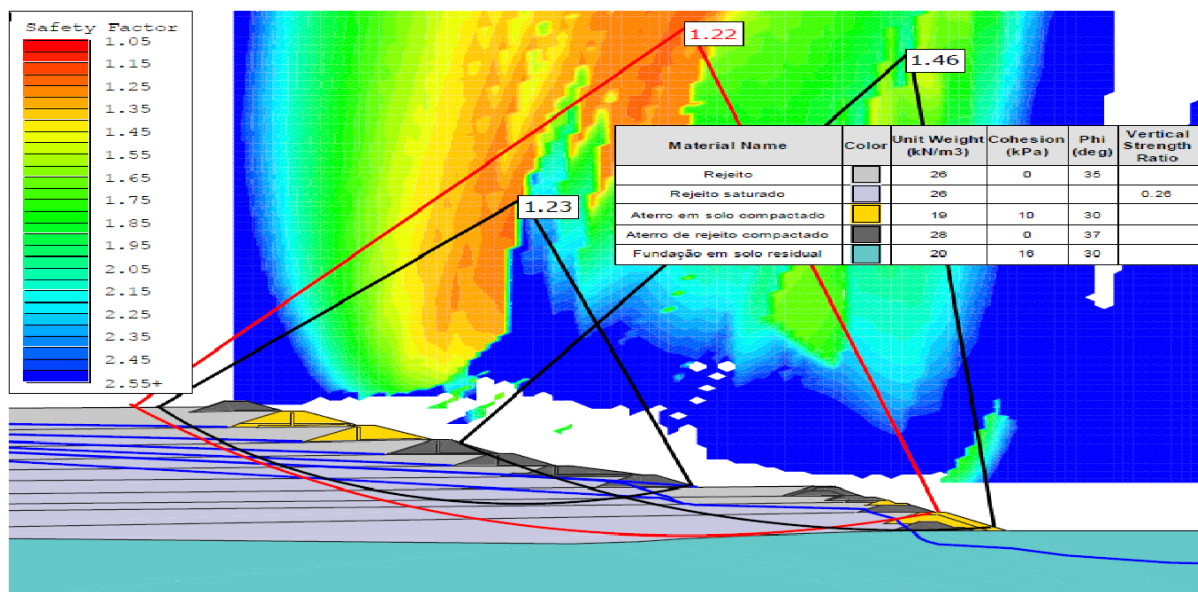 Safety Factor
1.05
1.15
1.25
1.35
1.45
1.55
1.65
1.75
1.85
1.95
2.05
2.15
2.25
2.35
2.45
2.55+
1.22
1.46
1.23
Material Name Color Unit Weight (kN/m3) Cohesion (kPa) Phi (deg) Vertical Strength Ratio
Rejeito 26 0 35
Rejeito saturado 26 0.26
Aterro em solo compactado 19 10 30
Aterro de rejeito compactado 28 0 37
Fundação em solo residual 20 16 30